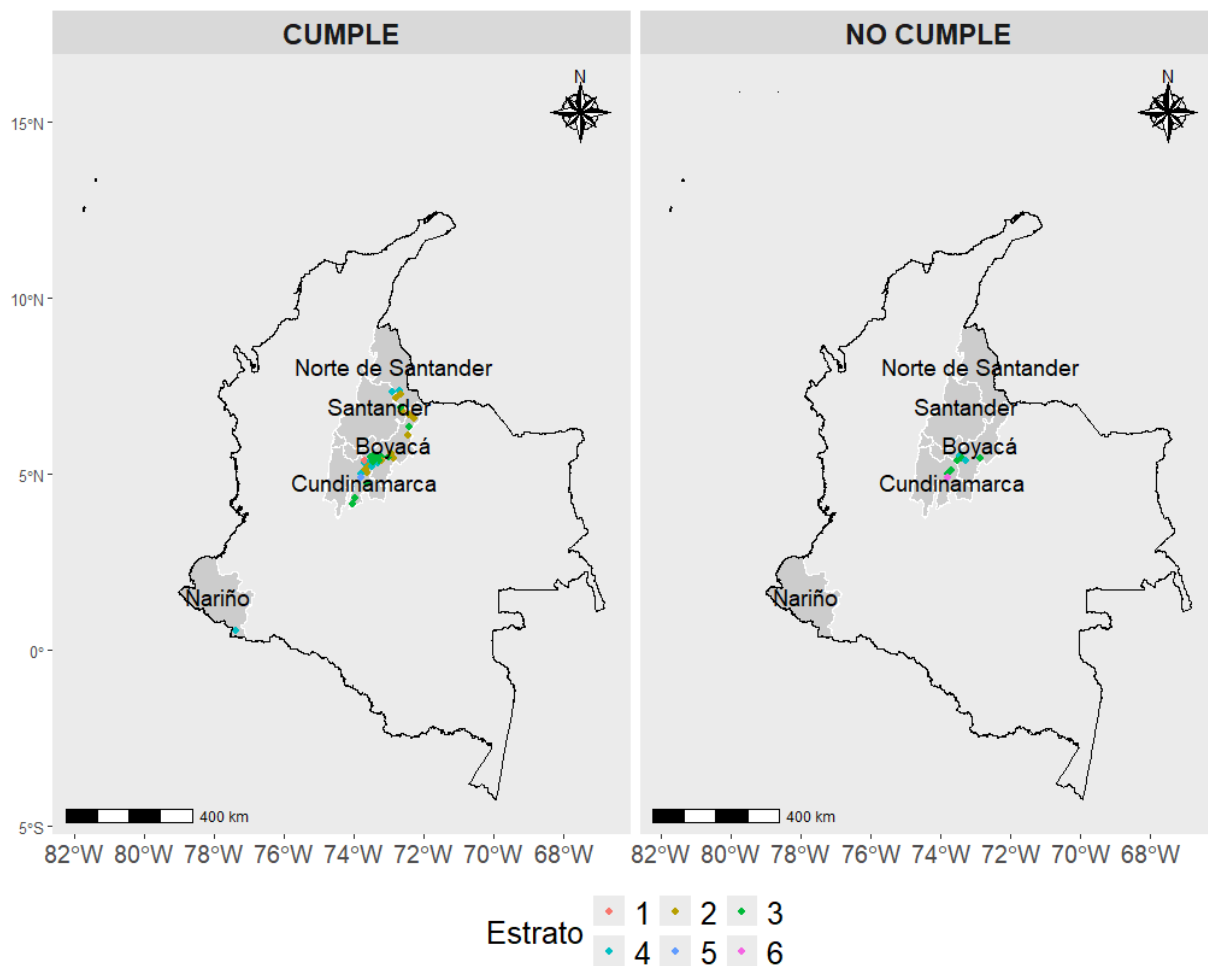 CUMPLE NO CUMPLE
N N
15°N
10°N
5°N
0°
5°S
Norte de Santander Norte de Santander
Santander Santander
Boyacá Boyacá
Cundinamarca Cundinamarca
Nariño Nariño
400 km 400 km
82°W 80°W 78°W 76°W 74°W 72°W 70°W 68°W 82°W 80°W 78°W 76°W 74°W 72°W 70°W 68°W
Estrato
1 2 3
4 5 6